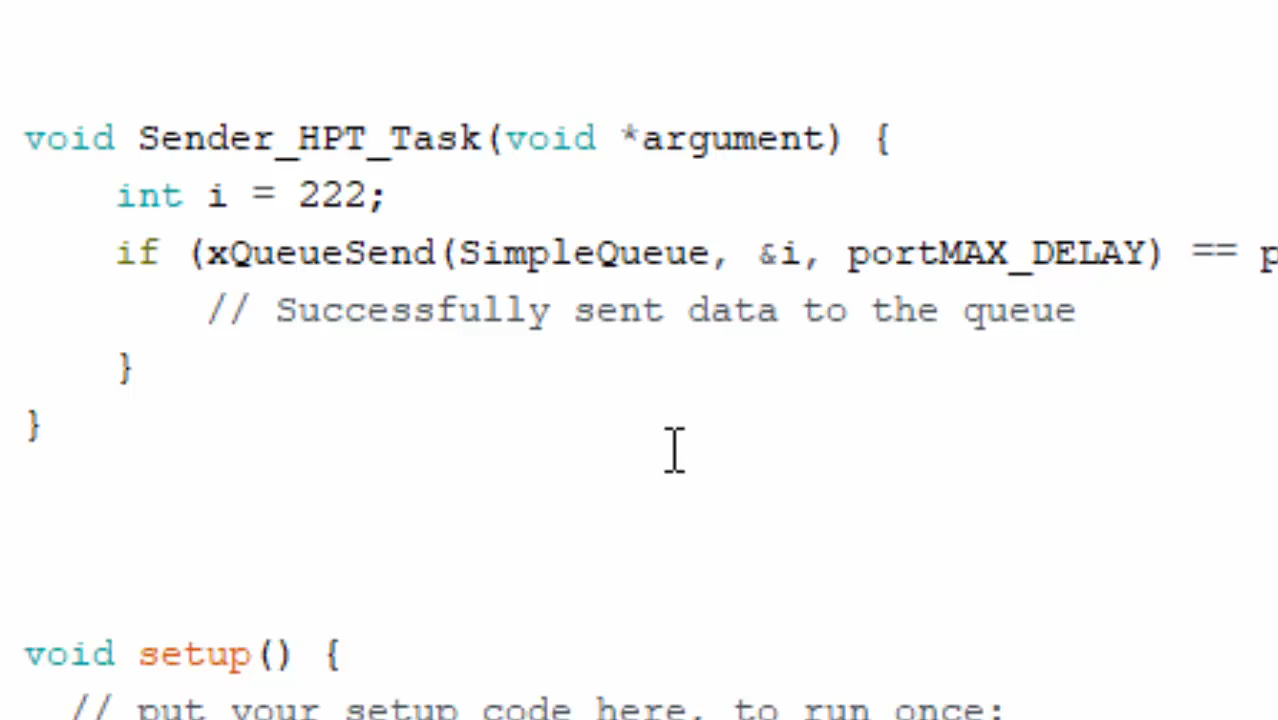 void Sender_HPT_Task(void *argument) {
int i = 222;
if (xQueueSend(SimpleQueue, &i, portMAX_DELAY) == p
// Successfully sent data to the queue
}
}
void setup() {
// put your setup code here, to run once: